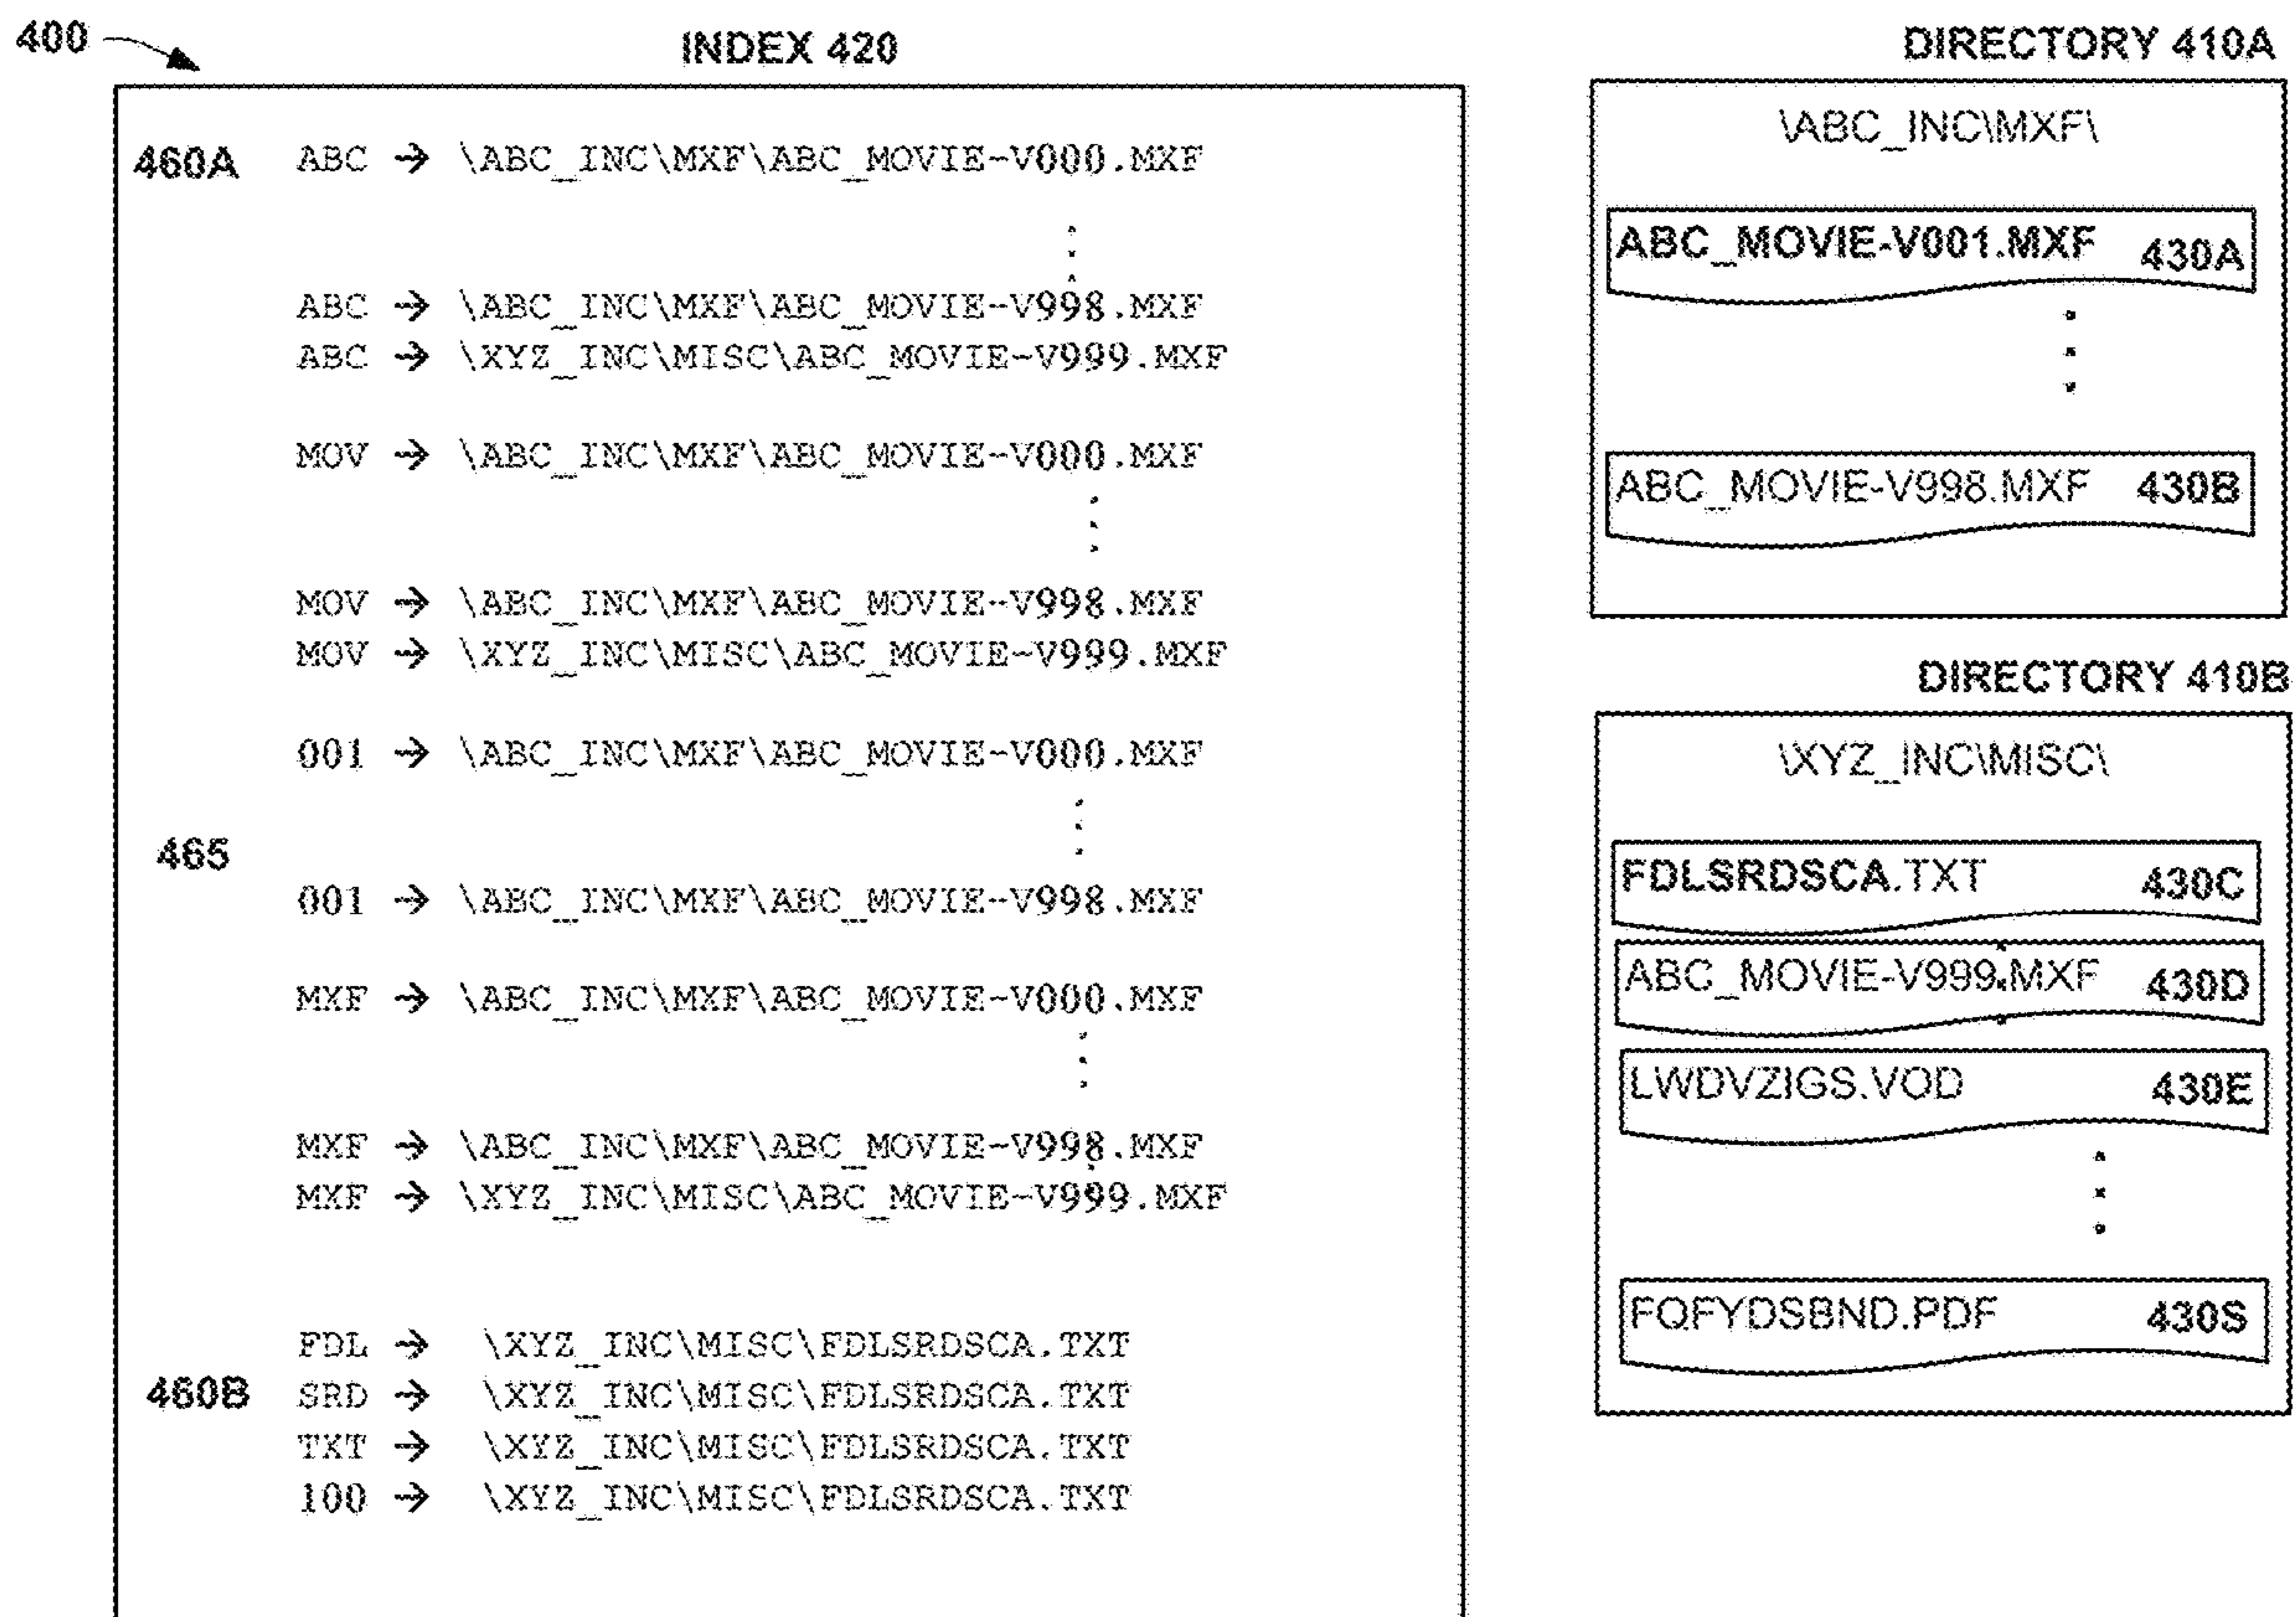 400
INDEX 420
460A ABC → \ABC_INC\MXF\ABC_MOVIE-V000.MXF
ABC → \ABC_INC\MXF\ABC_MOVIE-V998.MXF
ABC → \XYZ_INC\MISC\ABC_MOVIE-V999.MXF
MOV → \ABC_INC\MXF\ABC_MOVIE-V000.MXF
MOV → \ABC_INC\MXF\ABC_MOVIE-V998.MXF
MOV → \XYZ_INC\MISC\ABC_MOVIE-V999.MXF
001 → \ABC_INC\MXF\ABC_MOVIE-V000.MXF
465
001 → \ABC_INC\MXF\ABC_MOVIE-V998.MXF
MXF → \ABC_INC\MXF\ABC_MOVIE-V000.MXF
MXF → \ABC_INC\MXF\ABC_MOVIE-V998.MXF
MXF → \XYZ_INC\MISC\ABC_MOVIE-V999.MXF
FDL → \XYZ_INC\MISC\FDLSRDSCA.TXT
460B SRD → \XYZ_INC\MISC\FDLSRDSCA.TXT
TXT → \XYZ_INC\MISC\FDLSRDSCA.TXT
100 → \XYZ_INC\MISC\FDLSRDSCA.TXT
DIRECTORY 410A
\ABC_INC\MXF\
ABC_MOVIE-V001.MXF 430A
ABC_MOVIE-V998.MXF 430B
DIRECTORY 410B
\XYZ_INC\MISC\
FDLSRDSCA.TXT 430C
ABC_MOVIE-V999.MXF 430D
LWDVZIGS.VOD 430E
FQFYDSBND.PDF 430S